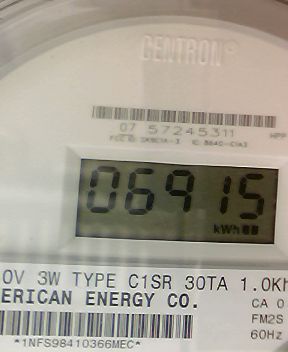 CENTRON®
07 57245311
06915
kWh
0V 3W TYPE C1SR 30TA 1.0Kh
ERICAN ENERGY CO.
CA 0
FM2S
60Hz
*1NFS98410366MEC*